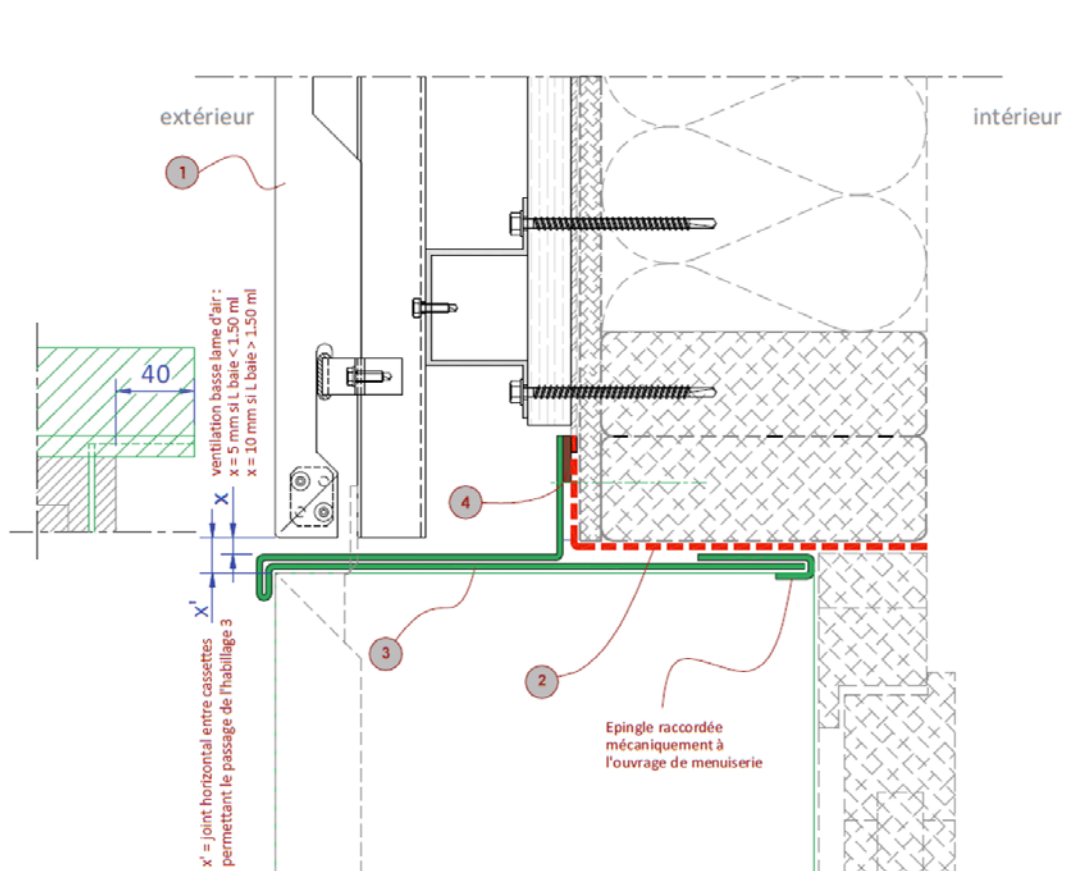 extérieur
intérieur
1
ventilation basse lame d'air :
x = 5 mm si L baie < 1.50 ml
x = 10 mm si L baie > 1.50 ml
40
x
4
x'
x' = joint horizontal entre cassettes
permettant le passage de l'habillage 3
3
2
Epingle raccordée
mécaniquement à
l'ouvrage de menuiserie